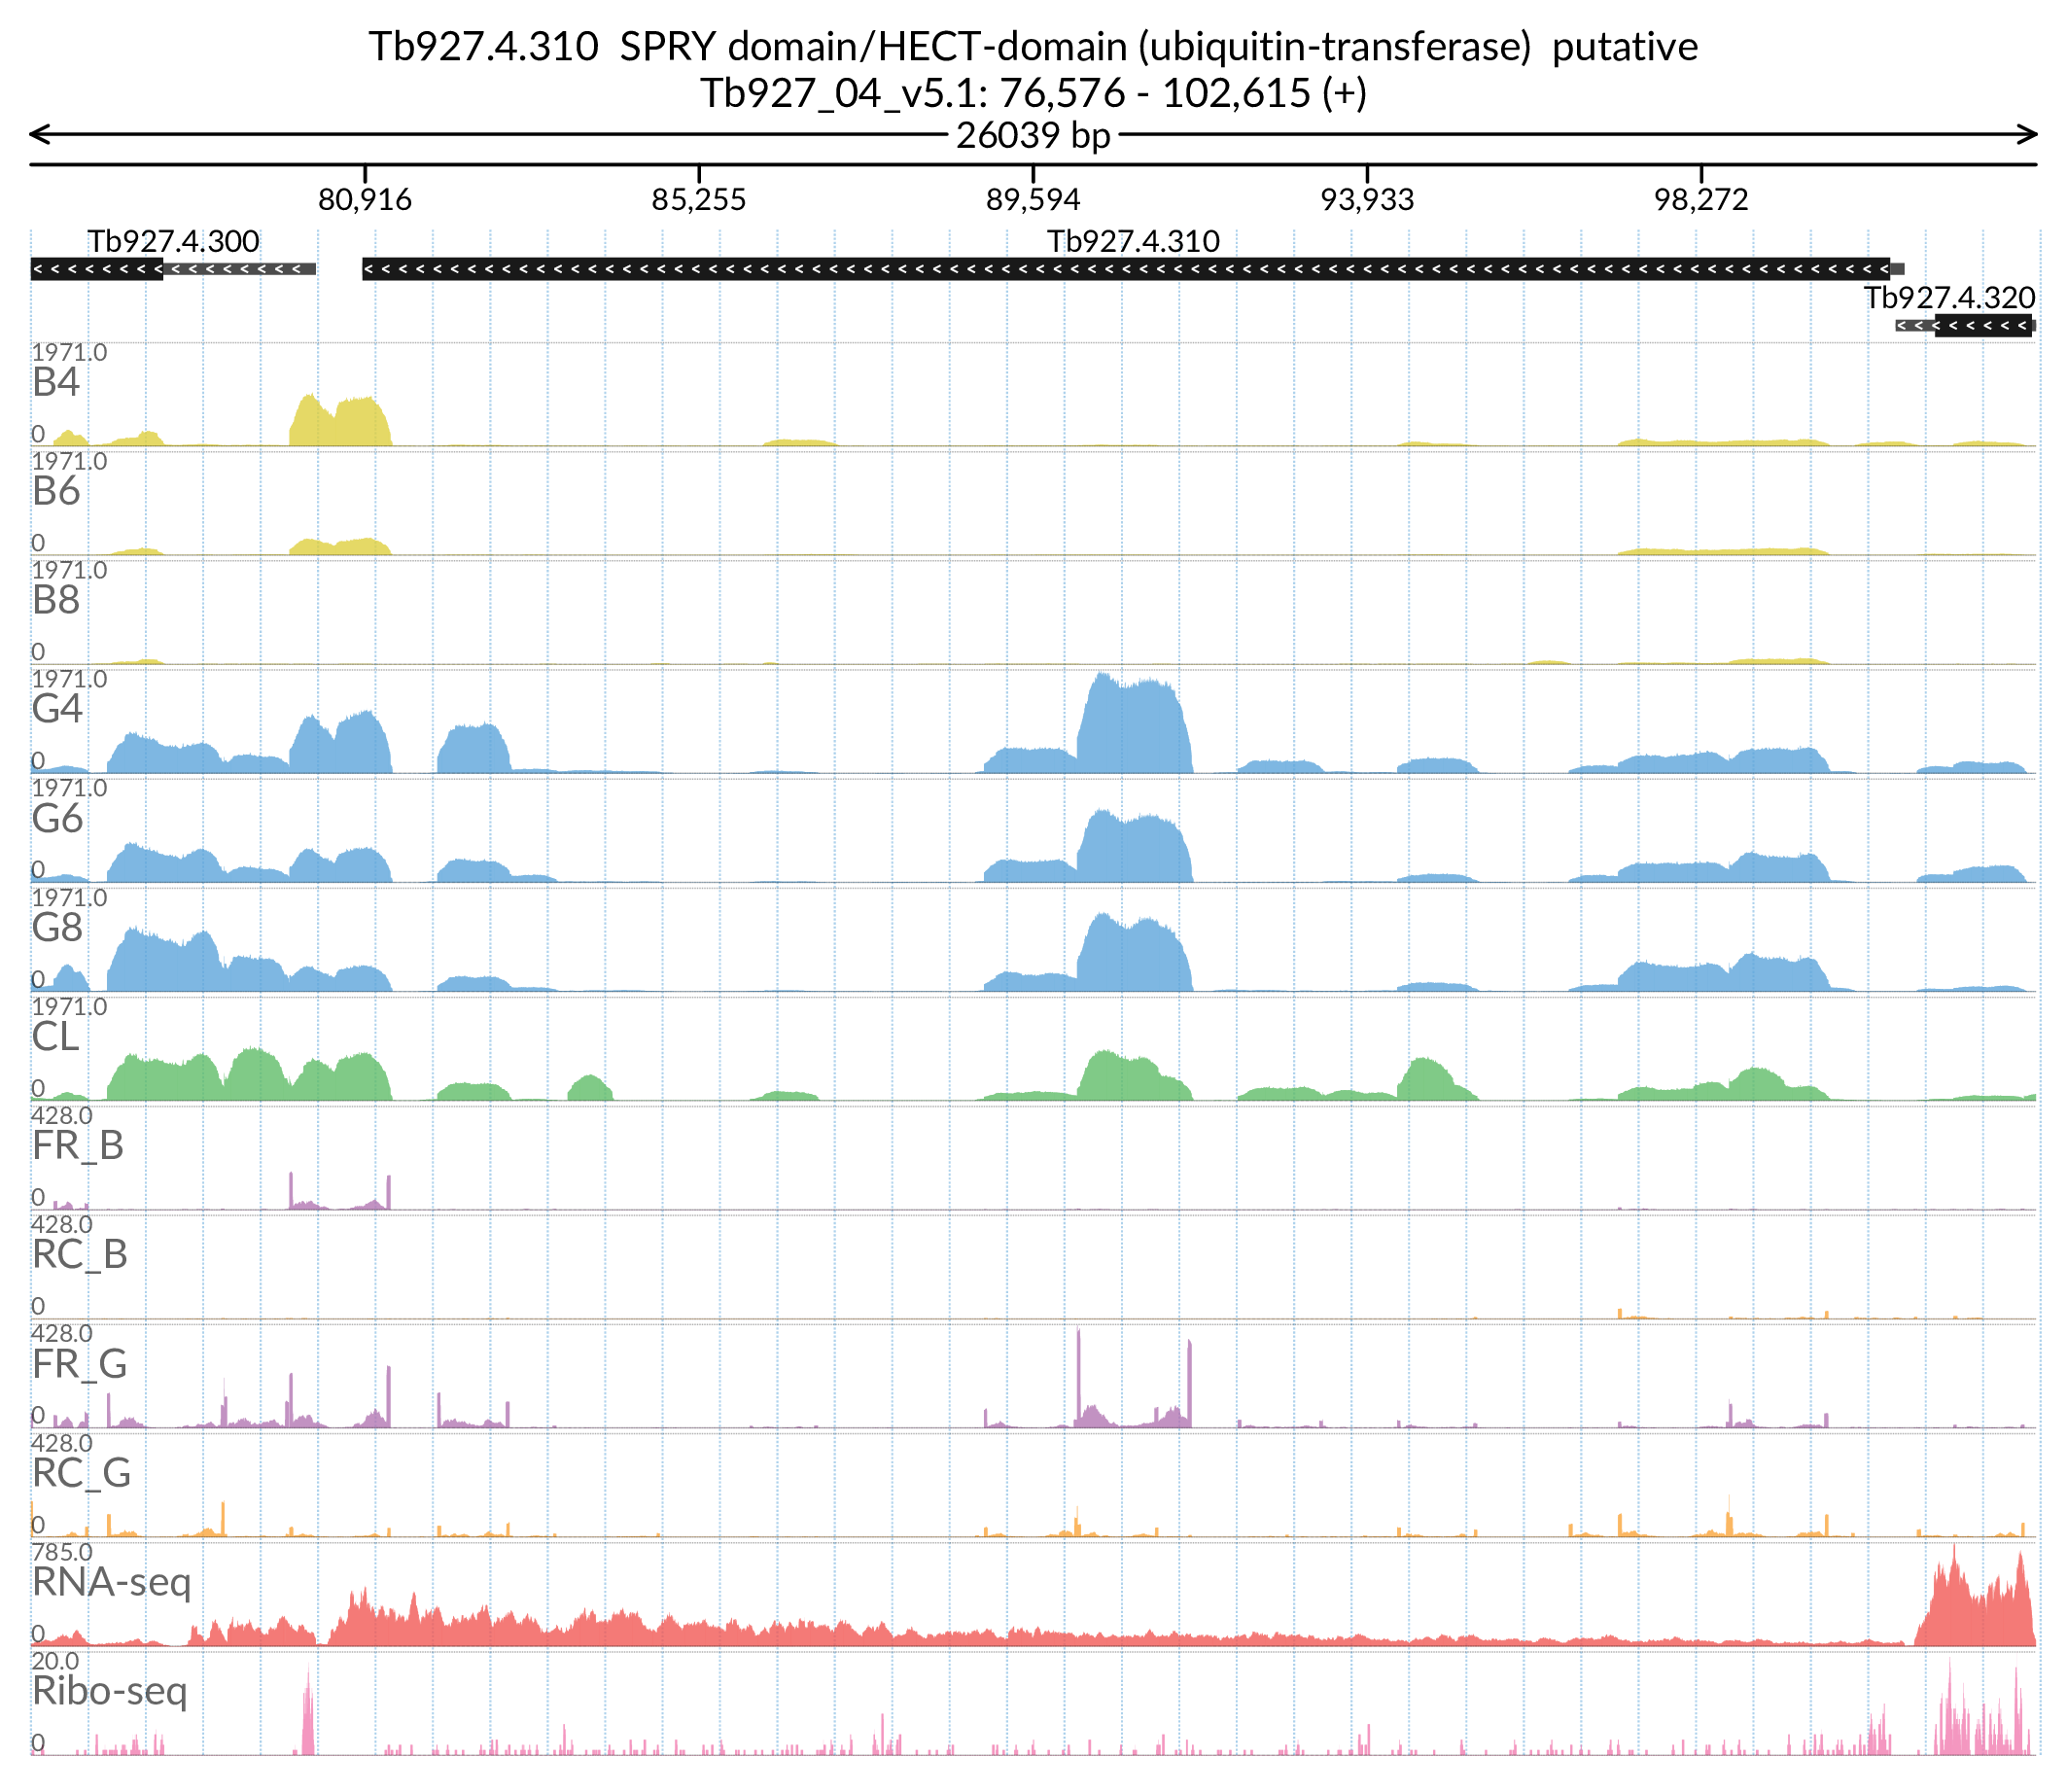 Tb927.4.310  SPRY domain/HECT-domain (ubiquitin-transferase)  putative
Tb927_04_v5.1: 76,576 - 102,615 (+)
26039 bp
80,916 85,255 89,594 93,933 98,272
Tb927.4.300 Tb927.4.310
Tb927.4.320
1971.0
B4
0
1971.0
B6
0
1971.0
B8
0
1971.0
G4
0
1971.0
G6
0
1971.0
G8
0
1971.0
CL
0
428.0
FR_B
0
428.0
RC_B
0
428.0
FR_G
0
428.0
RC_G
0
785.0
RNA-seq
0
20.0
Ribo-seq
0